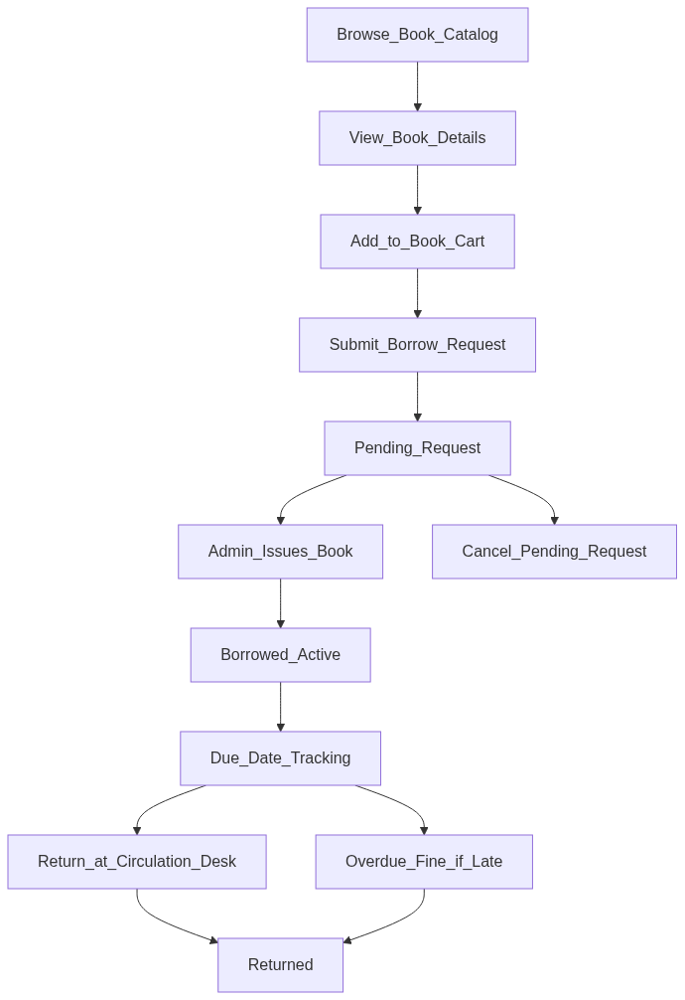 Browse_Book_Catalog
View_Book_Details
Add_to_Book_Cart
Submit_Borrow_Request
Pending_Request
Admin_Issues_Book
Cancel_Pending_Request
Borrowed_Active
Due_Date_Tracking
Return_at_Circulation_Desk
Overdue_Fine_if_Late
Returned